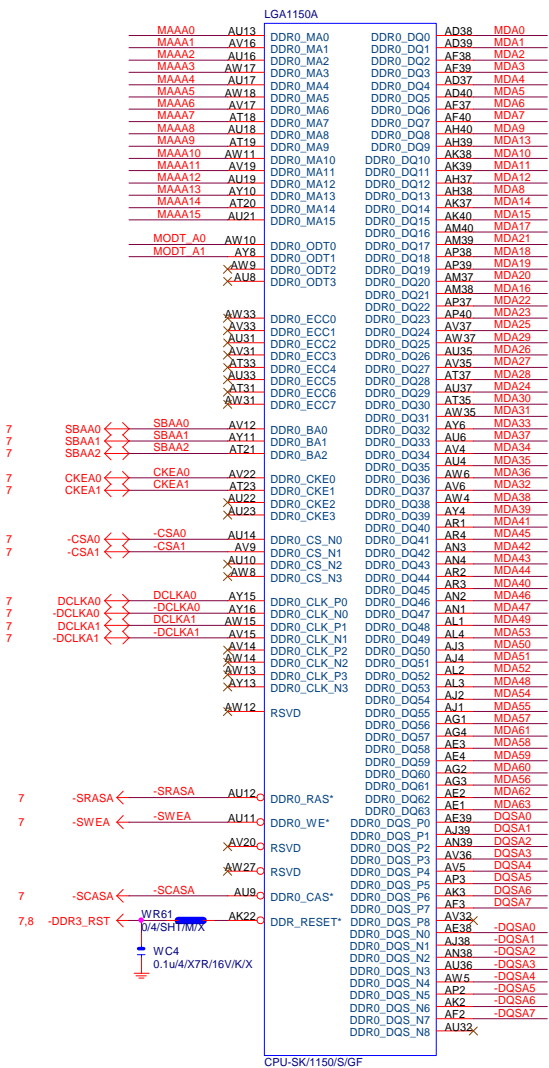 LGA1150A
MAAA0 AU13 DDR0_MA0
MAAA1 AV16 DDR0_MA1
MAAA2 AU16 DDR0_MA2
MAAA3 AW17 DDR0_MA3
MAAA4 AU17 DDR0_MA4
MAAA5 AW18 DDR0_MA5
MAAA6 AV17 DDR0_MA6
MAAA7 AT18 DDR0_MA7
MAAA8 AU18 DDR0_MA8
MAAA9 AT19 DDR0_MA9
MAAA10 AW11 DDR0_MA10
MAAA11 AV19 DDR0_MA11
MAAA12 AU19 DDR0_MA12
MAAA13 AY10 DDR0_MA13
MAAA14 AT20 DDR0_MA14
MAAA15 AU21 DDR0_MA15
MODT_A0 AW10 DDR0_ODT0
MODT_A1 AY8 DDR0_ODT1
AW9 DDR0_ODT2
AU8 DDR0_ODT3
AW33 DDR0_ECC0
AV33 DDR0_ECC1
AU31 DDR0_ECC2
AV31 DDR0_ECC3
AT33 DDR0_ECC4
AU33 DDR0_ECC5
AT31 DDR0_ECC6
AW31 DDR0_ECC7
7 SBAA0 SBAA0 AV12 DDR0_BA0
7 SBAA1 SBAA1 AY11 DDR0_BA1
7 SBAA2 SBAA2 AT21 DDR0_BA2
7 CKEA0 CKEA0 AV22 DDR0_CKE0
7 CKEA1 CKEA1 AT23 DDR0_CKE1
AU22 DDR0_CKE2
AU23 DDR0_CKE3
7 -CSA0 -CSA0 AU14 DDR0_CS_N0
7 -CSA1 -CSA1 AV9 DDR0_CS_N1
AU10 DDR0_CS_N2
AW8 DDR0_CS_N3
7 DCLKA0 DCLKA0 AY15 DDR0_CLK_P0
7 -DCLKA0 -DCLKA0 AY16 DDR0_CLK_N0
7 DCLKA1 DCLKA1 AW15 DDR0_CLK_P1
7 -DCLKA1 -DCLKA1 AV15 DDR0_CLK_N1
AV14 DDR0_CLK_P2
AW14 DDR0_CLK_N2
AW13 DDR0_CLK_P3
AY13 DDR0_CLK_N3
AW12 RSVD
7 -SRASA -SRASA AU12 DDR0_RAS*
7 -SWEA -SWEA AU11 DDR0_WE*
AV20 RSVD
AW27 RSVD
7 -SCASA -SCASA AU9 DDR0_CAS*
7,8 -DDR3_RST WR61 AK22 DDR_RESET*
0/4/SHT/M/X
WC4
0.1u/4/X7R/16V/K/X
DDR0_DQ0 AD38 MDA0
DDR0_DQ1 AD39 MDA1
DDR0_DQ2 AF38 MDA2
DDR0_DQ3 AF39 MDA3
DDR0_DQ4 AD37 MDA4
DDR0_DQ5 AD40 MDA5
DDR0_DQ6 AF37 MDA6
DDR0_DQ7 AF40 MDA7
DDR0_DQ8 AH40 MDA9
DDR0_DQ9 AH39 MDA13
DDR0_DQ10 AK38 MDA10
DDR0_DQ11 AK39 MDA11
DDR0_DQ12 AH37 MDA12
DDR0_DQ13 AH38 MDA8
DDR0_DQ14 AK37 MDA14
DDR0_DQ15 AK40 MDA15
DDR0_DQ16 AM40 MDA17
DDR0_DQ17 AM39 MDA21
DDR0_DQ18 AP38 MDA18
DDR0_DQ19 AP39 MDA19
DDR0_DQ20 AM37 MDA20
DDR0_DQ21 AM38 MDA16
DDR0_DQ22 AP37 MDA22
DDR0_DQ23 AP40 MDA23
DDR0_DQ24 AV37 MDA25
DDR0_DQ25 AW37 MDA29
DDR0_DQ26 AU35 MDA26
DDR0_DQ27 AV35 MDA27
DDR0_DQ28 AT37 MDA28
DDR0_DQ29 AU37 MDA24
DDR0_DQ30 AT35 MDA30
DDR0_DQ31 AW35 MDA31
DDR0_DQ32 AY6 MDA33
DDR0_DQ33 AU6 MDA37
DDR0_DQ34 AV4 MDA34
DDR0_DQ35 AU4 MDA35
DDR0_DQ36 AW6 MDA36
DDR0_DQ37 AV6 MDA32
DDR0_DQ38 AW4 MDA38
DDR0_DQ39 AY4 MDA39
DDR0_DQ40 AR1 MDA41
DDR0_DQ41 AR4 MDA45
DDR0_DQ42 AN3 MDA42
DDR0_DQ43 AN4 MDA43
DDR0_DQ44 AR2 MDA44
DDR0_DQ45 AR3 MDA40
DDR0_DQ46 AN2 MDA46
DDR0_DQ47 AN1 MDA47
DDR0_DQ48 AL1 MDA49
DDR0_DQ49 AL4 MDA53
DDR0_DQ50 AJ3 MDA50
DDR0_DQ51 AJ4 MDA51
DDR0_DQ52 AL2 MDA52
DDR0_DQ53 AL3 MDA48
DDR0_DQ54 AJ2 MDA54
DDR0_DQ55 AJ1 MDA55
DDR0_DQ56 AG1 MDA57
DDR0_DQ57 AG4 MDA61
DDR0_DQ58 AE3 MDA58
DDR0_DQ59 AE4 MDA59
DDR0_DQ60 AG2 MDA60
DDR0_DQ61 AG3 MDA56
DDR0_DQ62 AE2 MDA62
DDR0_DQ63 AE1 MDA63
DDR0_DQS_P0 AE39 DQSA0
DDR0_DQS_P1 AJ39 DQSA1
DDR0_DQS_P2 AN39 DQSA2
DDR0_DQS_P3 AV36 DQSA3
DDR0_DQS_P4 AV5 DQSA4
DDR0_DQS_P5 AP3 DQSA5
DDR0_DQS_P6 AK3 DQSA6
DDR0_DQS_P7 AF3 DQSA7
DDR0_DQS_P8 AV32
DDR0_DQS_N0 AE38 -DQSA0
DDR0_DQS_N1 AJ38 -DQSA1
DDR0_DQS_N2 AN38 -DQSA2
DDR0_DQS_N3 AU36 -DQSA3
DDR0_DQS_N4 AW5 -DQSA4
DDR0_DQS_N5 AP2 -DQSA5
DDR0_DQS_N6 AK2 -DQSA6
DDR0_DQS_N7 AF2 -DQSA7
DDR0_DQS_N8 AU32
CPU-SK/1150/S/GF